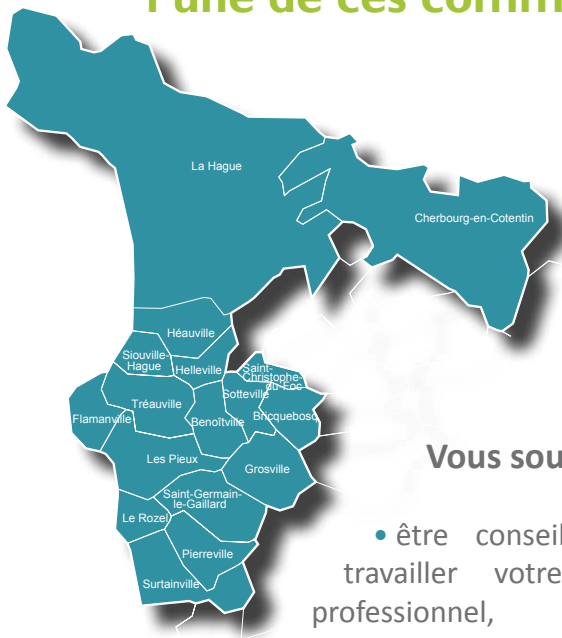 l'une de ces comm
La Hague
Cherbourg-en-Cotentin
Héauville
Siouville-
Hague
Helleville
Saint-
Christophe-
du-Foc
Sotteville
Tréauville
Flamanville
Benoîtville
Bricquebosq
Les Pieux
Grosville
Vous sou
Saint-Germain-
le-Gaillard
Le Rozel
• être conseil
Pierreville
travailler votre
Surtainville
professionnel,